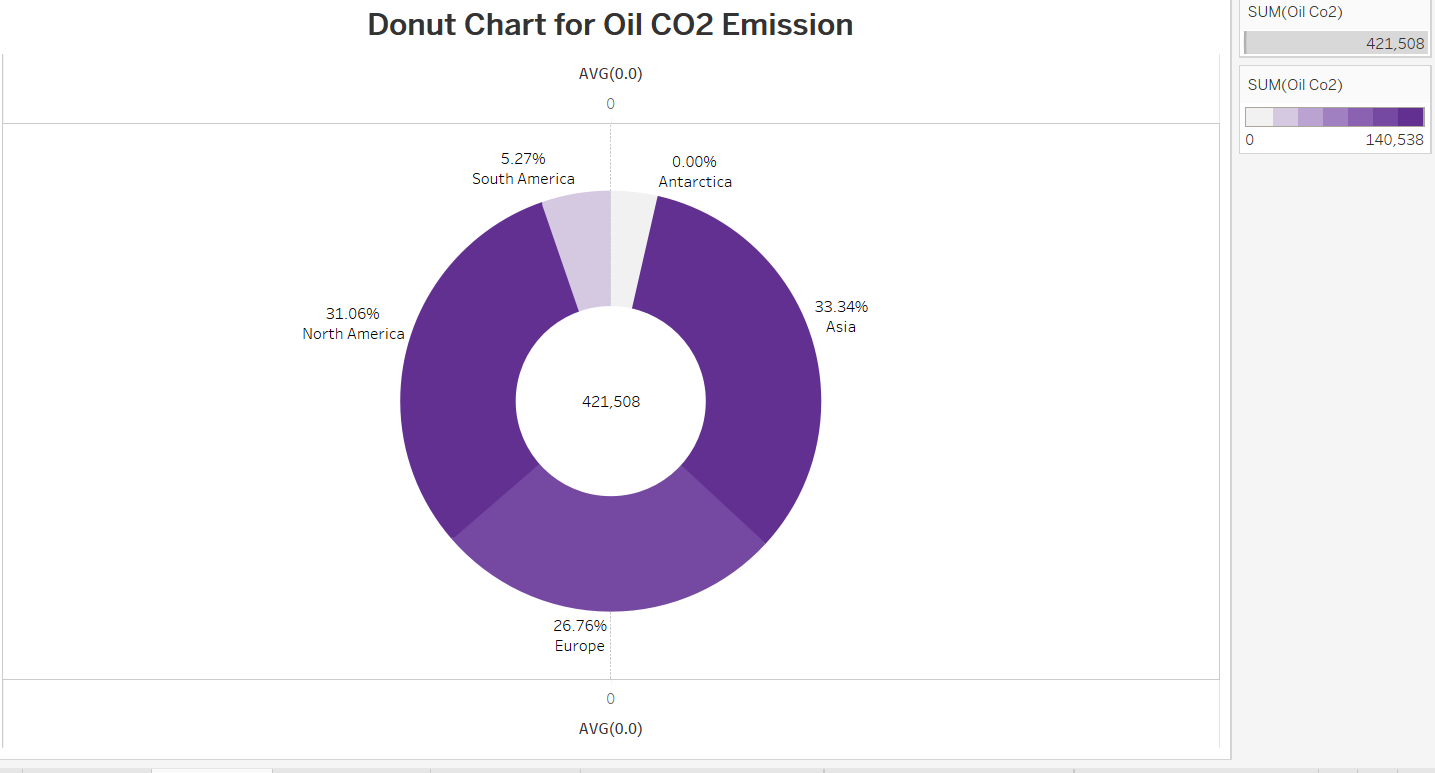 Donut Chart for Oil CO2 Emission
AVG(0.0)
0
5.27%
South America
0.00%
Antarctica
31.06%
North America
33.34%
Asia
421,508
26.76%
Europe
0
AVG(0.0)
SUM(Oil Co2)
421,508
SUM(Oil Co2)
0 140,538